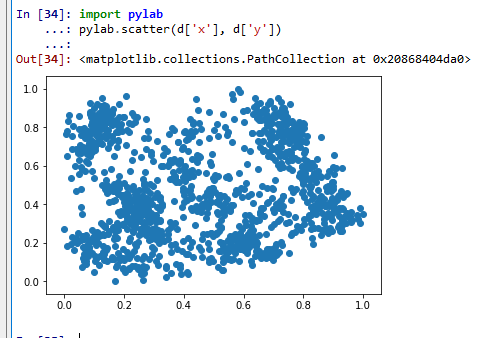 In [34]: import pylab
...: pylab.scatter(d['x'], d['y'])
...:
Out[34]: <matplotlib.collections.PathCollection at 0x20868404da0>
1.0
0.8
0.6
0.4
0.2
0.0
0.0 0.2 0.4 0.6 0.8 1.0